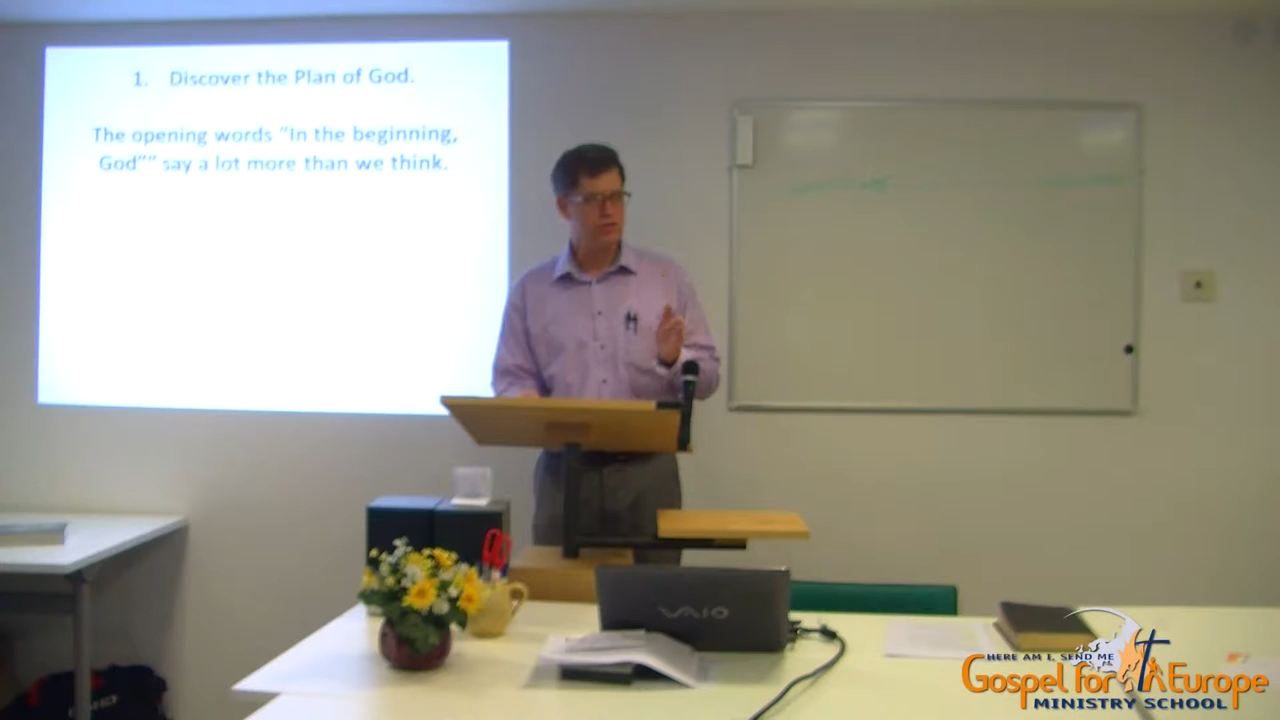 1. Discover the Plan of God.
The opening words “In the beginning,
God”” say a lot more than we think.
VAIO
HERE AM I, SEND ME
Gospel for Europe
MINISTRY SCHOOL